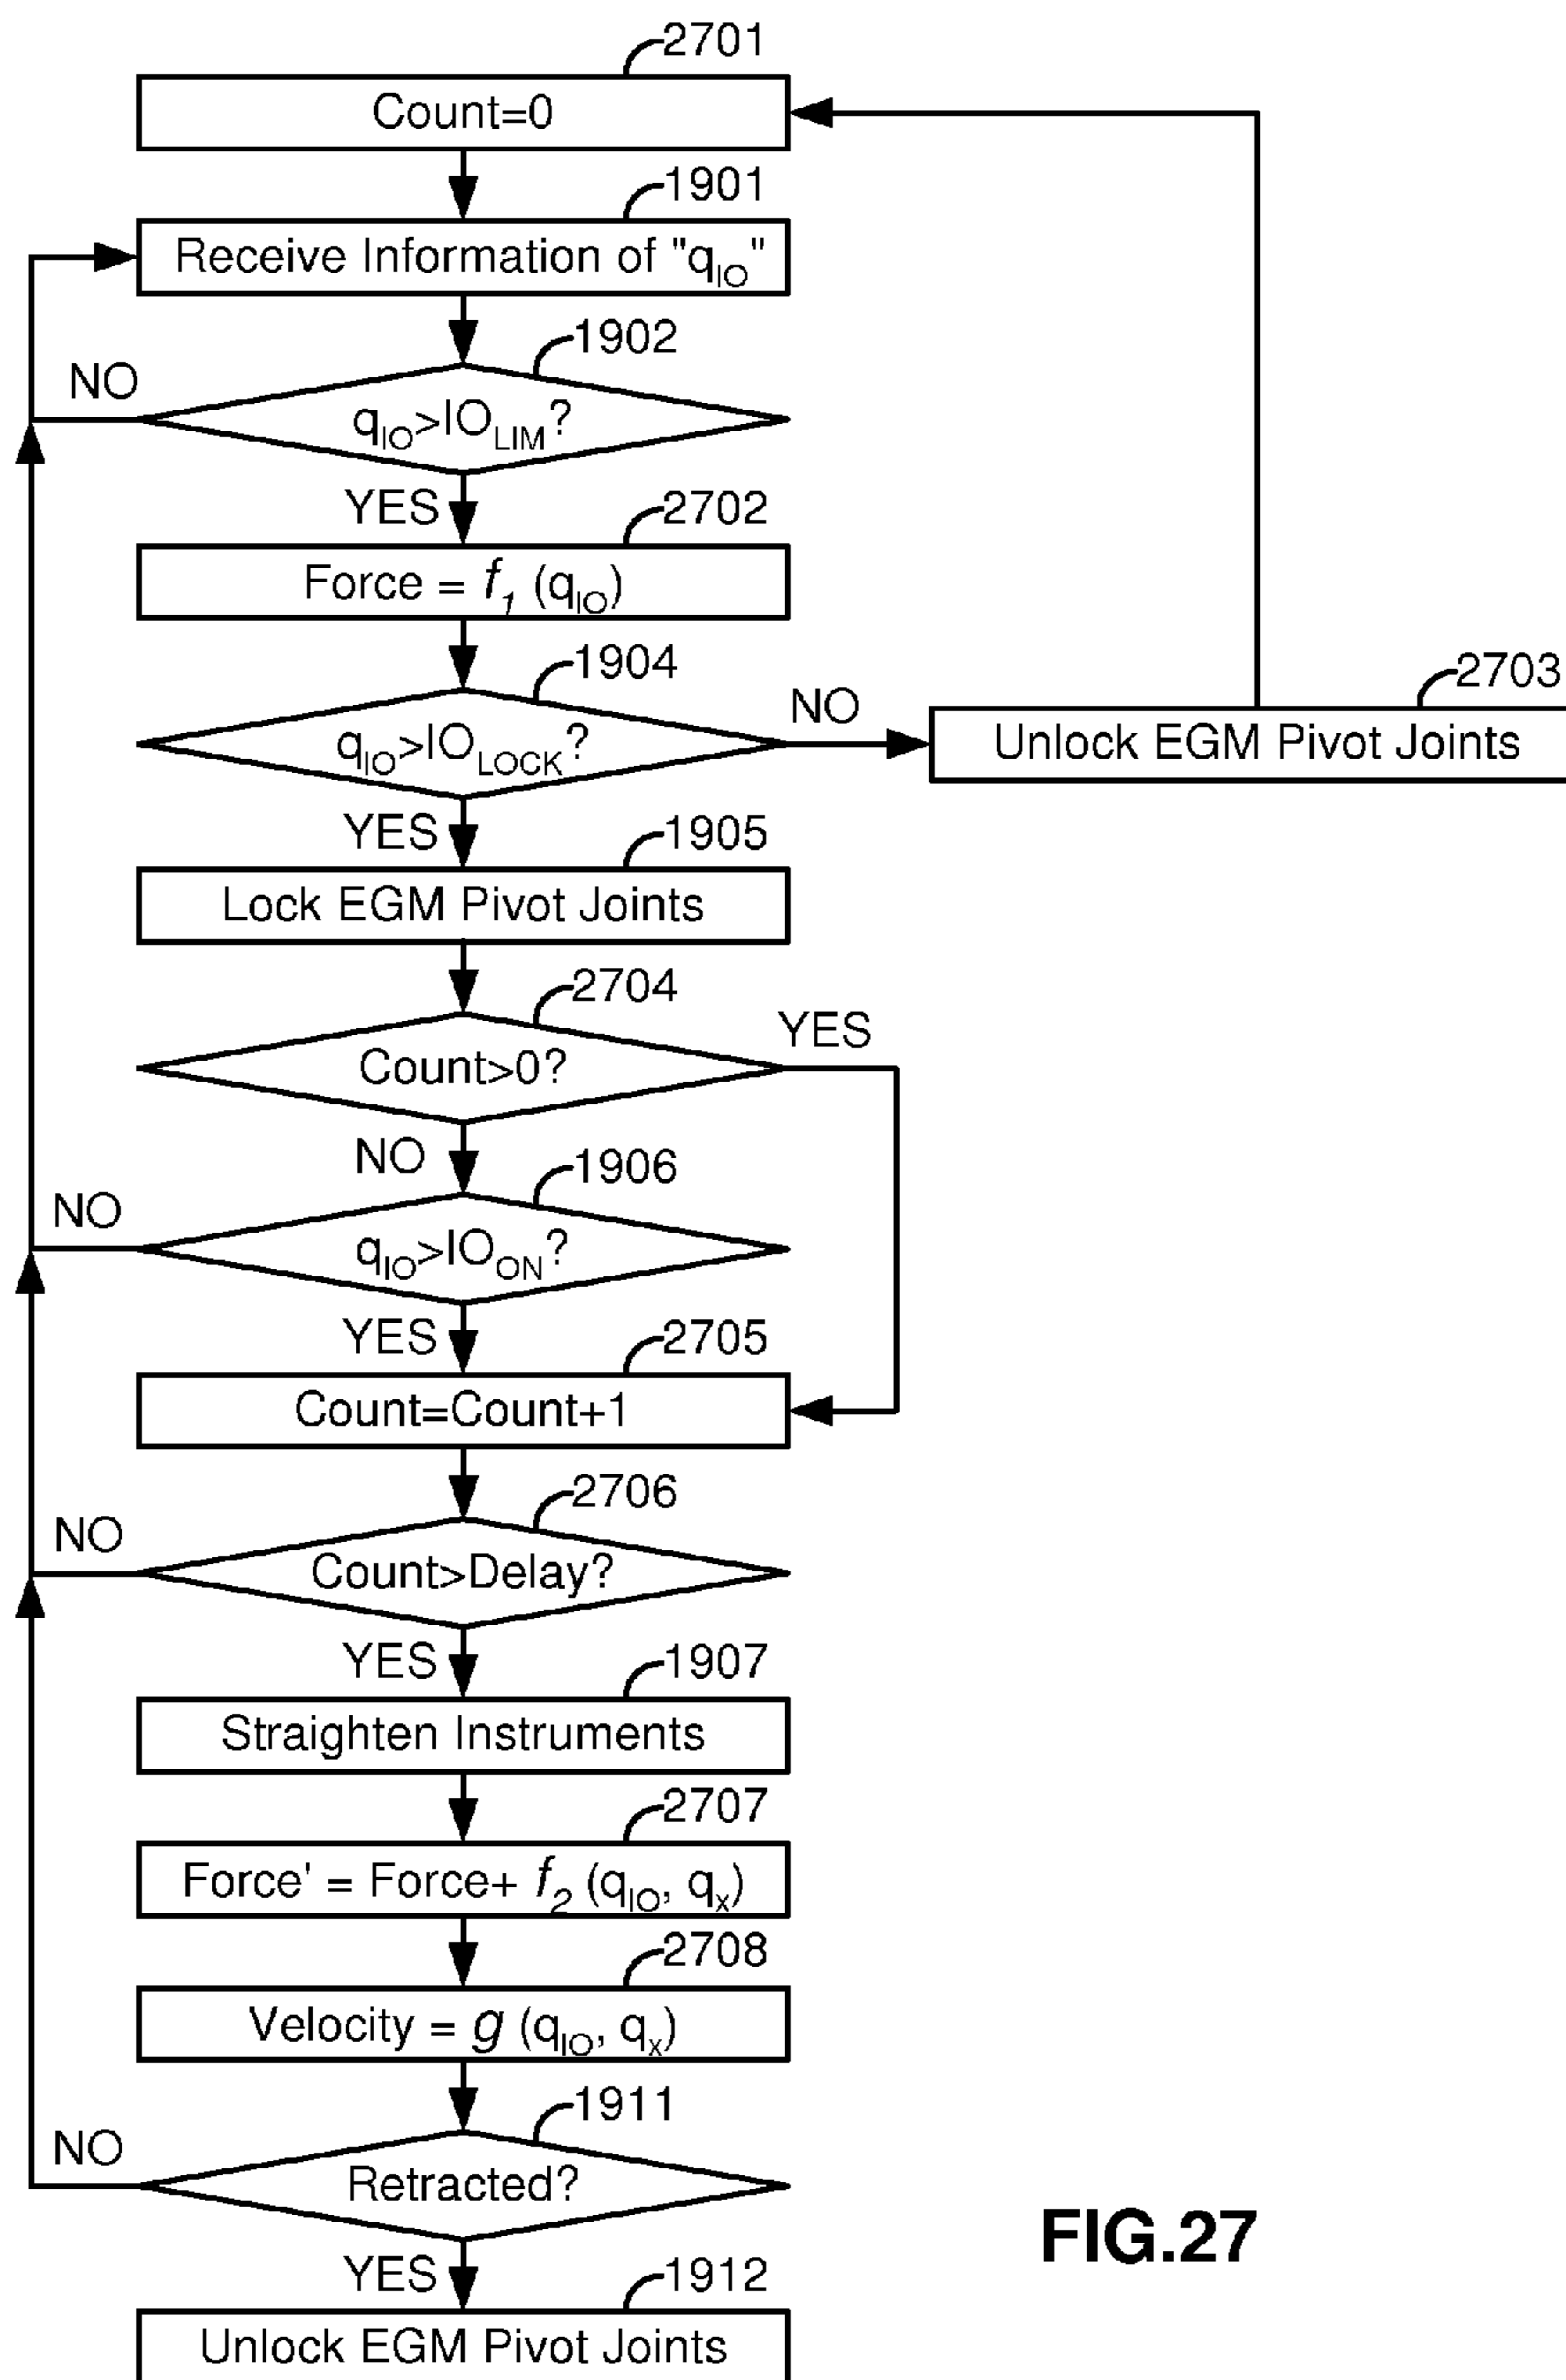 2701
Count=0
1901
Receive Information of "qIO"
1902
NO
qIO>IOLIM?
YES
2702
Force = f1 (qIO)
1904
NO
2703
qIO>IOLOCK?
Unlock EGM Pivot Joints
YES
1905
Lock EGM Pivot Joints
2704
YES
Count>0?
NO
1906
NO
qIO>IOON?
YES
2705
Count=Count+1
2706
NO
Count>Delay?
YES
1907
Straighten Instruments
2707
Force' = Force+ f2 (qIO, qx)
2708
Velocity = g (qIO, qx)
1911
NO
Retracted?
FIG.27
YES
1912
Unlock EGM Pivot Joints